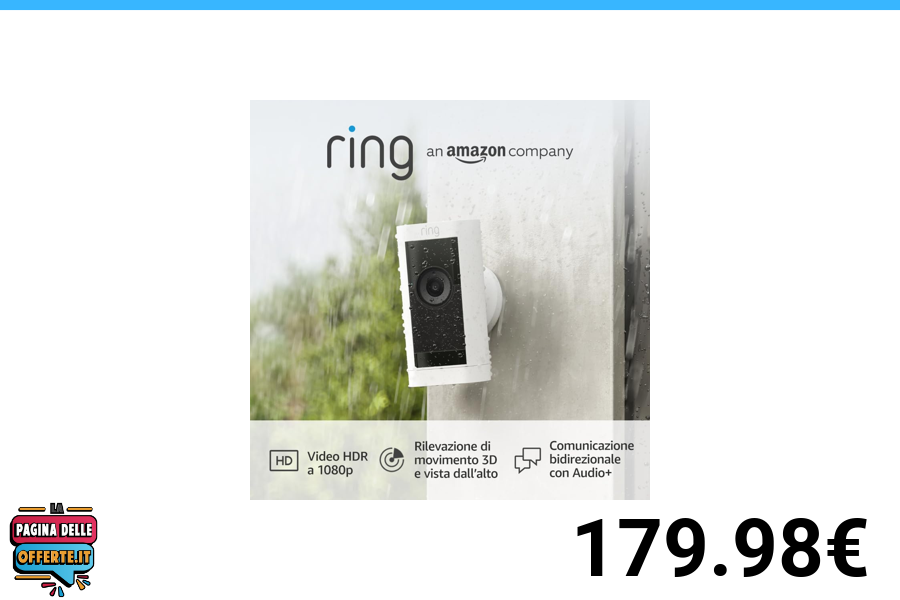 ring an amazon company
ring
HD
Video HDR
a 1080p
Rilevazione di
movimento 3D
e vista dall'alto
Comunicazione
bidirezionale
con Audio+
LA
PAGINA DELLE
OFFERTE.IT
179.98€